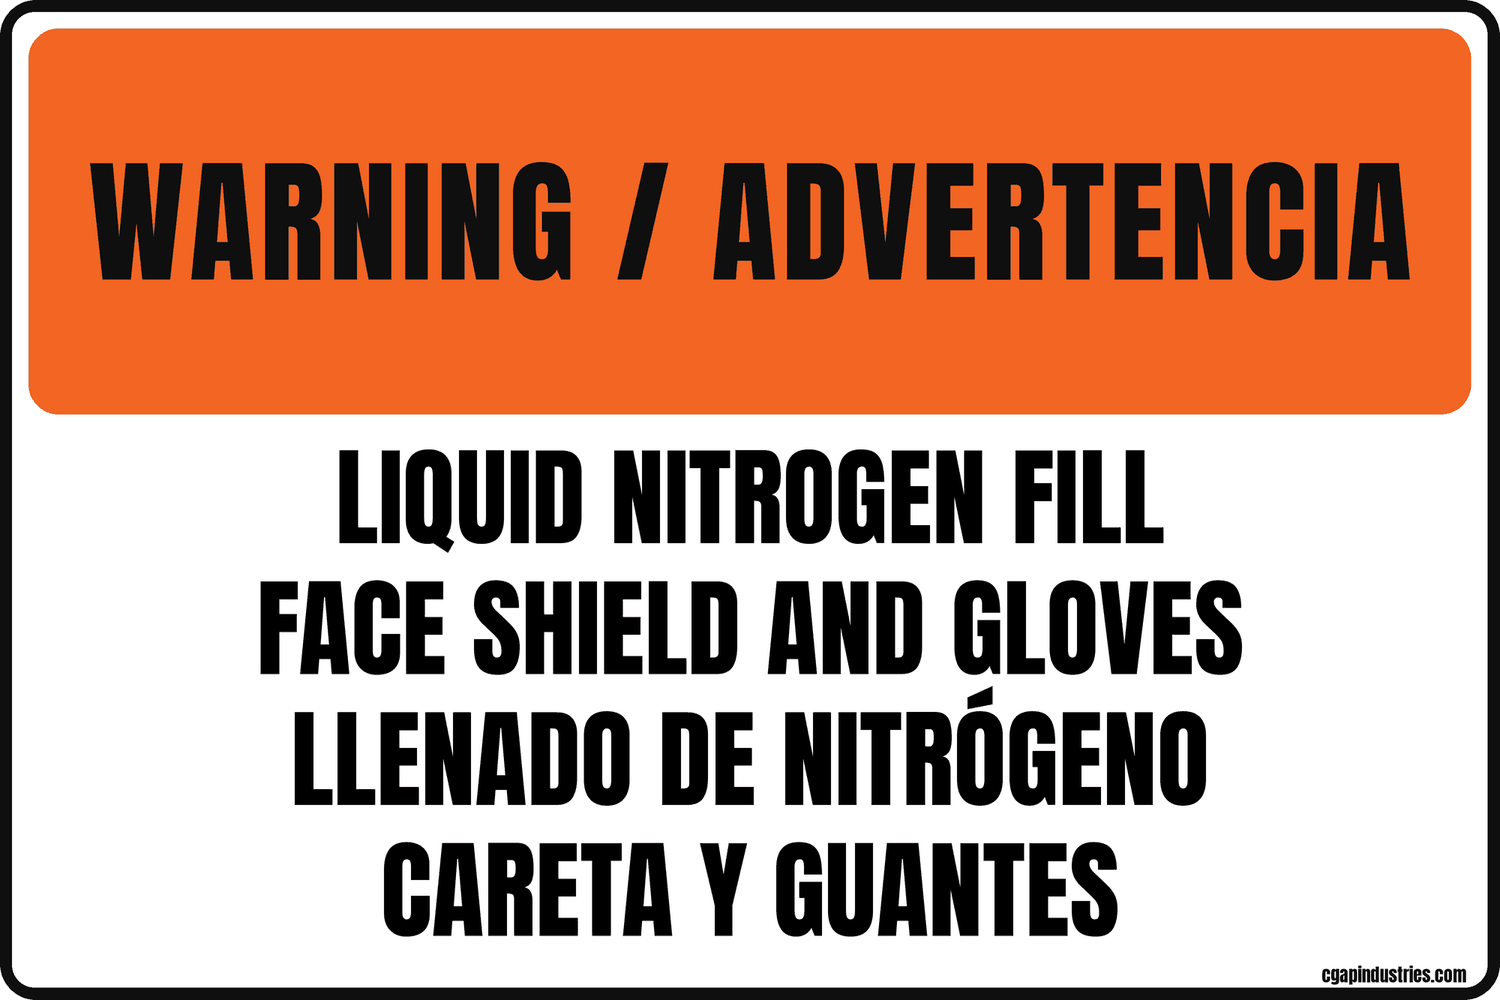 WARNING / ADVERTENCIA
LIQUID NITROGEN FILL
FACE SHIELD AND GLOVES
LLENADO DE NITRÓGENO
CARETA Y GUANTES
cgapindustries.com